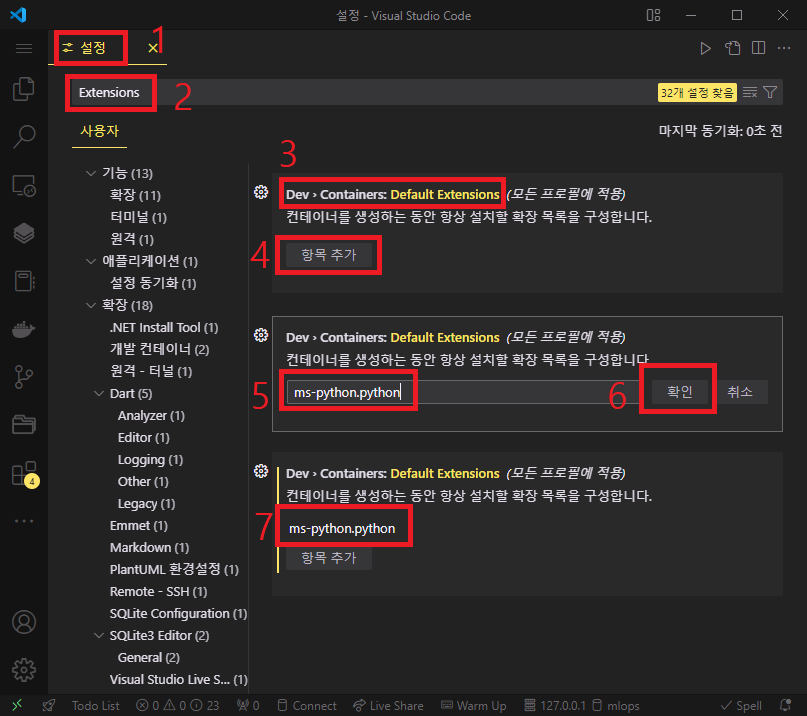 설정 - Visual Studio Code
설정
1
Extensions
2
32개 설정 찾음
사용자
마지막 동기화: 0초 전
기능 (13)
확장 (11)
터미널 (1)
원격 (1)
애플리케이션 (1)
설정 동기화 (1)
확장 (18)
.NET Install Tool (1)
개발 컨테이너 (2)
원격 - 터널 (1)
Dart (5)
Analyzer (1)
Editor (1)
Logging (1)
Other (1)
Legacy (1)
Emmet (1)
Markdown (1)
PlantUML 환경설정 (1)
Remote - SSH (1)
SQLite Configuration (1)
SQLite3 Editor (2)
General (2)
Visual Studio Live S... (1)
3
Dev › Containers: Default Extensions (모든 프로필에 적용)
컨테이너를 생성하는 동안 항상 설치할 확장 목록을 구성합니다.
4
항목 추가
Dev › Containers: Default Extensions (모든 프로필에 적용)
컨테이너를 생성하는 동안 항상 설치할 확장 목록을 구성합니다
5
ms-python.python
6
확인
취소
Dev › Containers: Default Extensions (모든 프로필에 적용)
컨테이너를 생성하는 동안 항상 설치할 확장 목록을 구성합니다.
7
ms-python.python
항목 추가
4
Todo List
0
0
23
0
Connect
Live Share
Warm Up
127.0.0.1
mlops
Spell